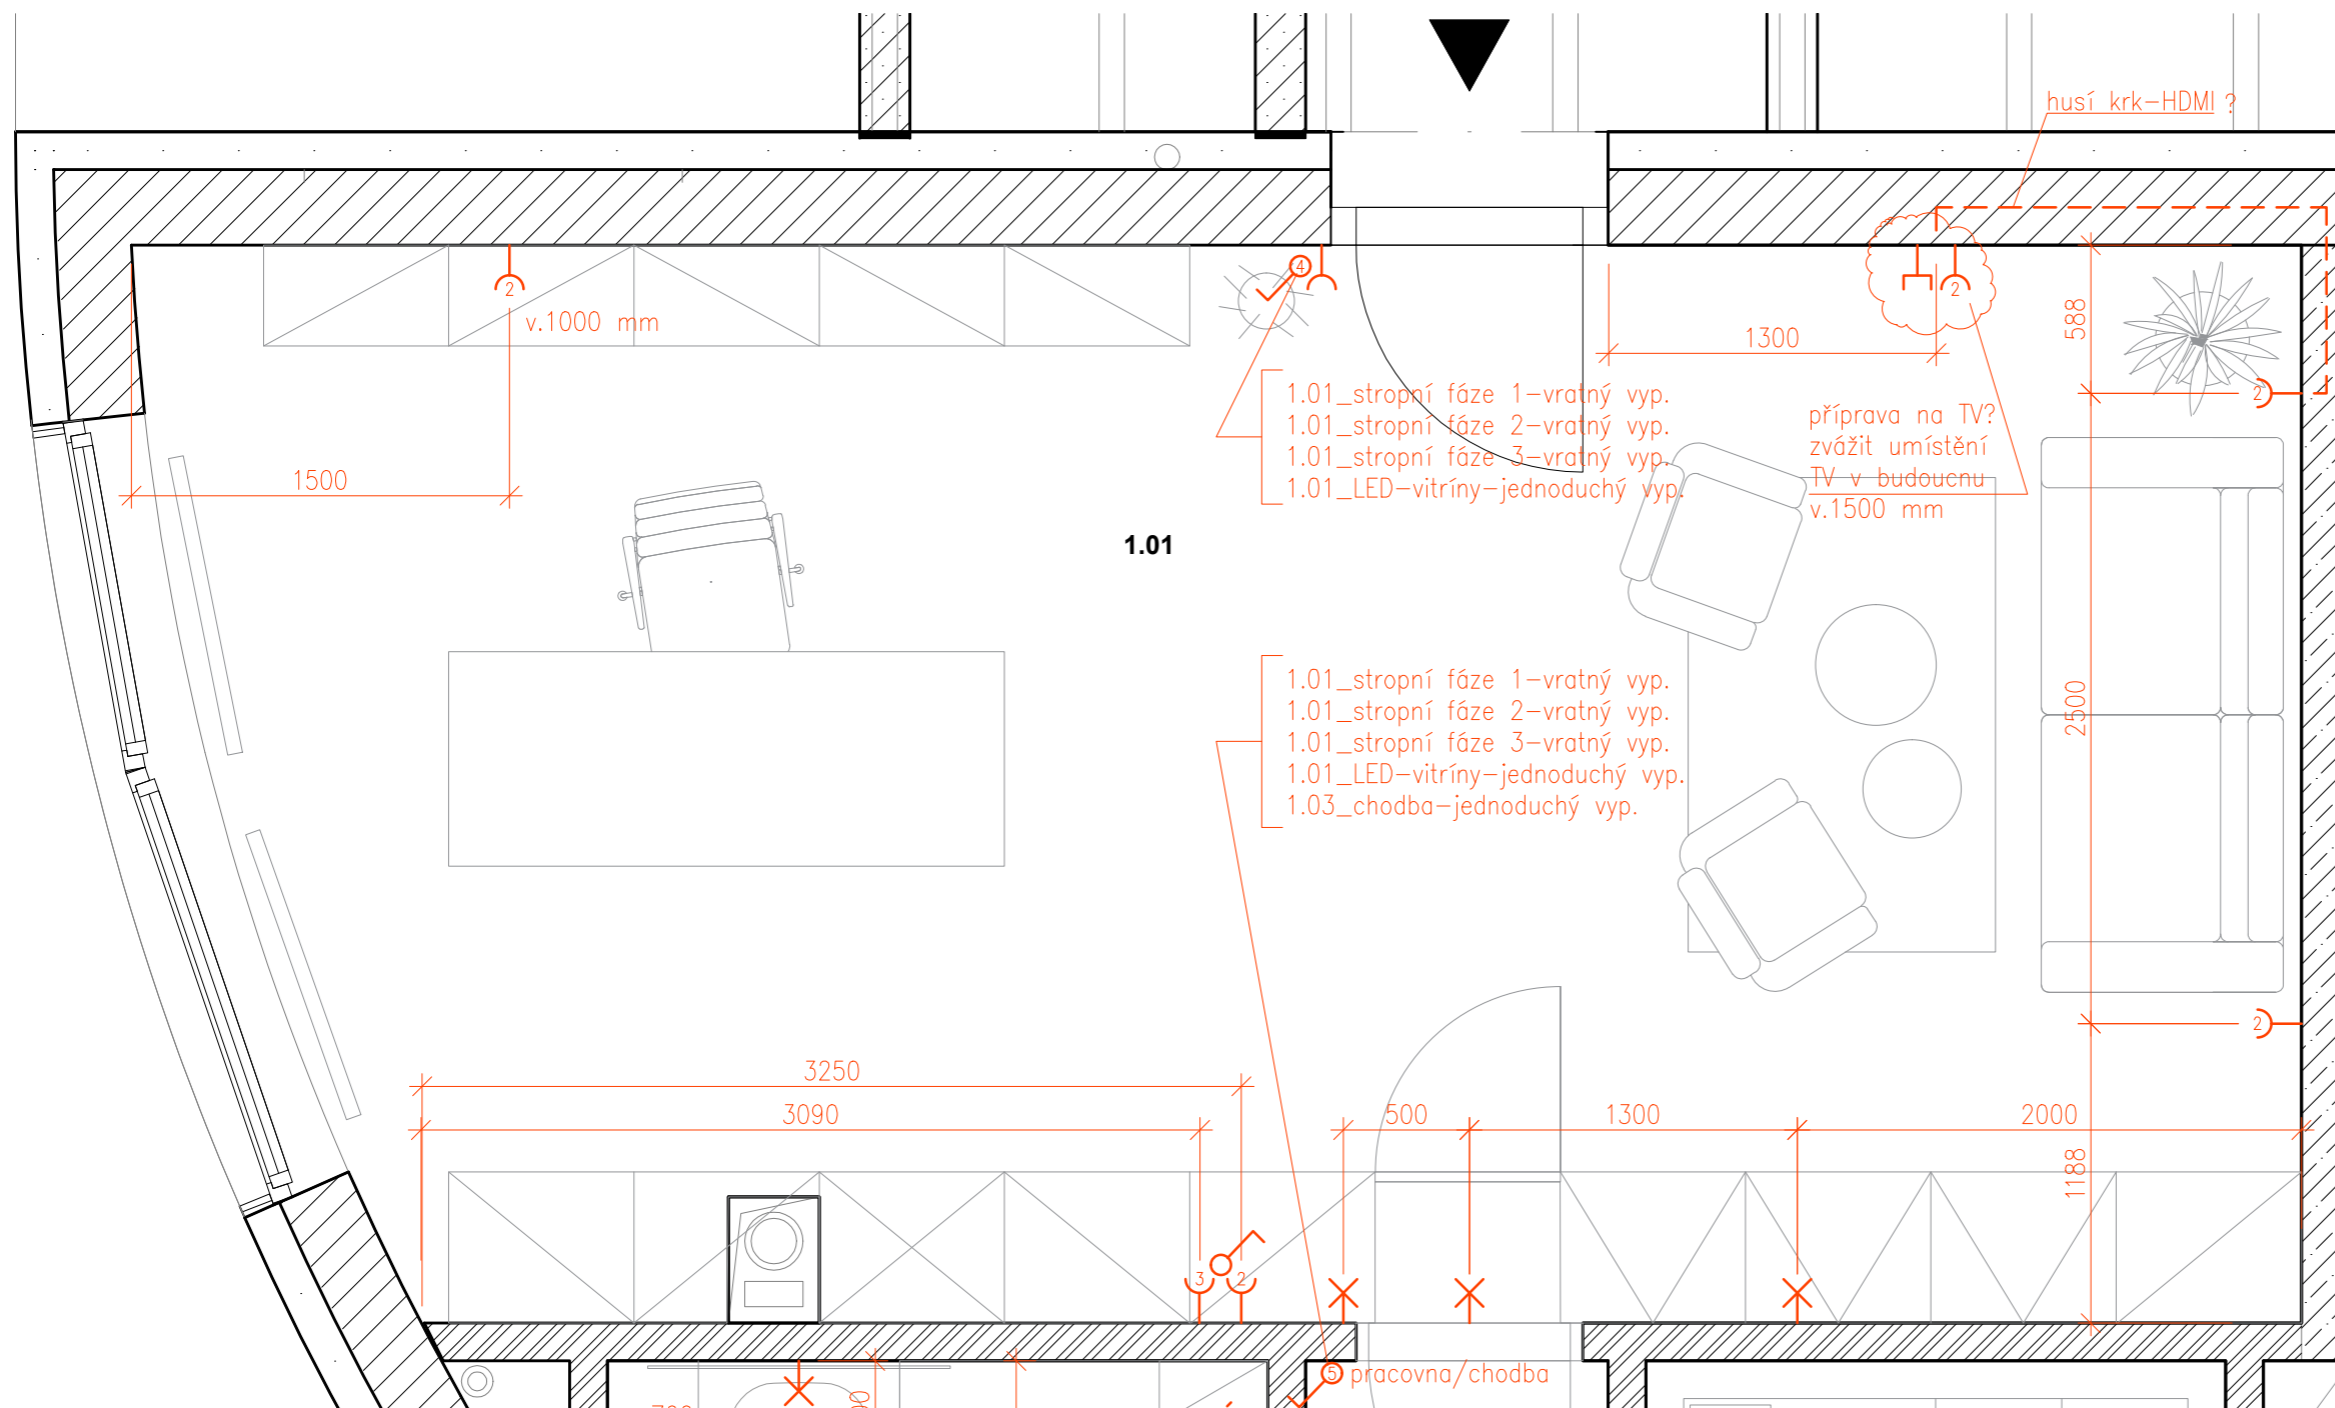 husí krk-HDMI ?
4
2
2
v.1000 mm
588
1300
2
1.01_stropní fáze 1-vratný vyp.
1.01_stropní fáze 2-vratný vyp.
1.01_stropní fáze 3-vratný vyp.
1.01_LED-vitríny-jednoduchý vyp.
příprava na TV?
zvážit umístění
TV v budoucnu
v.1500 mm
1500
1.01
1.01_stropní fáze 1-vratný vyp.
1.01_stropní fáze 2-vratný vyp.
1.01_stropní fáze 3-vratný vyp.
1.01_LED-vitríny-jednoduchý vyp.
1.03_chodba-jednoduchý vyp.
2500
2
3250
3090
500
1300
2000
1188
3
2
5
pracovna/chodba